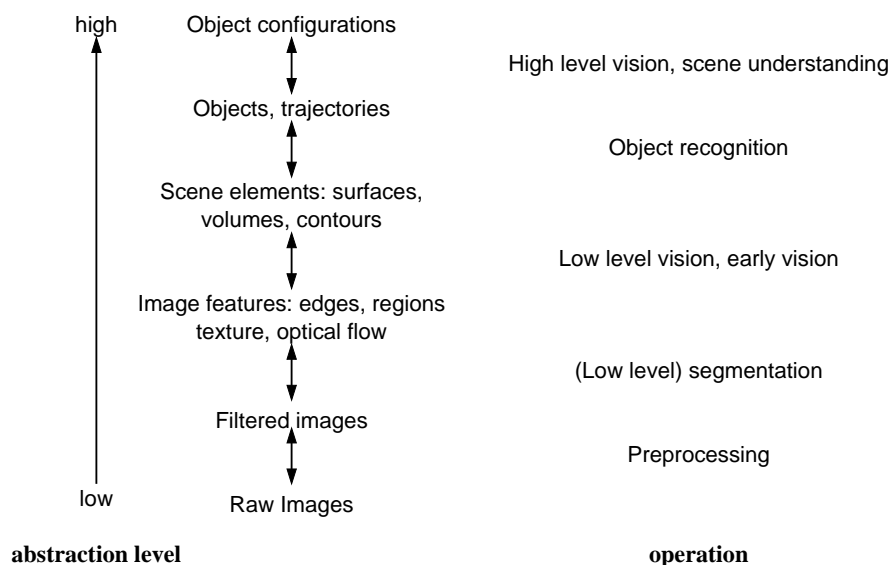 high
Object configurations
High level vision, scene understanding
Objects, trajectories
Object recognition
Scene elements: surfaces,
volumes, contours
Low level vision, early vision
Image features: edges, regions
texture, optical flow
(Low level) segmentation
Filtered images
Preprocessing
low
Raw Images
abstraction level
operation